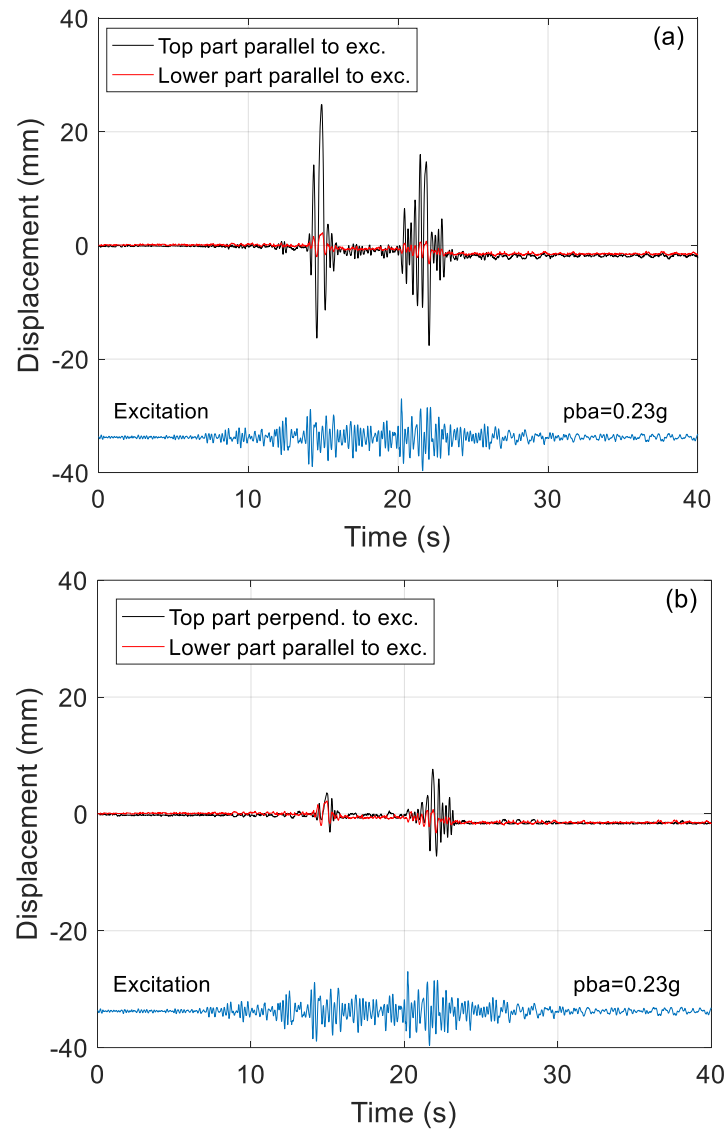 40
(a)
Top part parallel to exc.
Lower part parallel to exc.
20
0
-20
-40
Displacement (mm)
Excitation
pba=0.23g
0
10
20
30
40
Time (s)
40
(b)
Top part perpend. to exc.
Lower part parallel to exc.
20
0
-20
-40
Displacement (mm)
Excitation
pba=0.23g
0
10
20
30
40
Time (s)